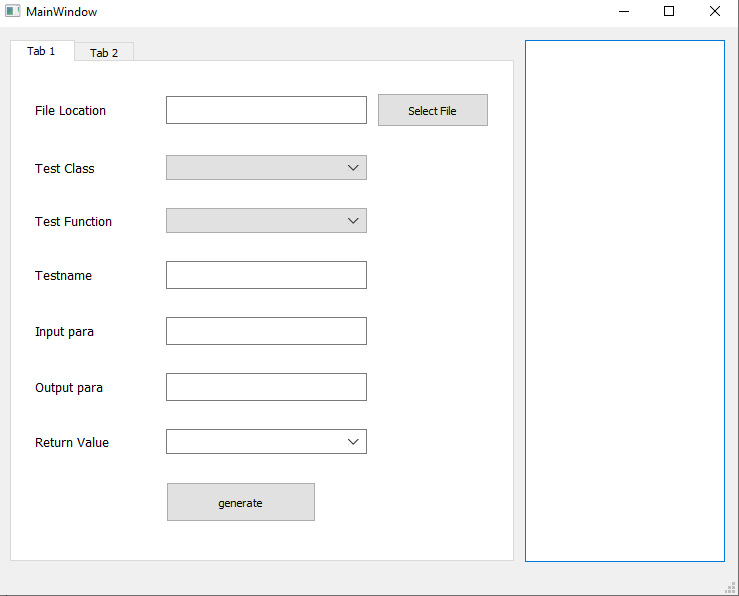 MainWindow
Tab 1
Tab 2
File Location
Select File
Test Class
Test Function
Testname
Input para
Output para
Return Value
generate